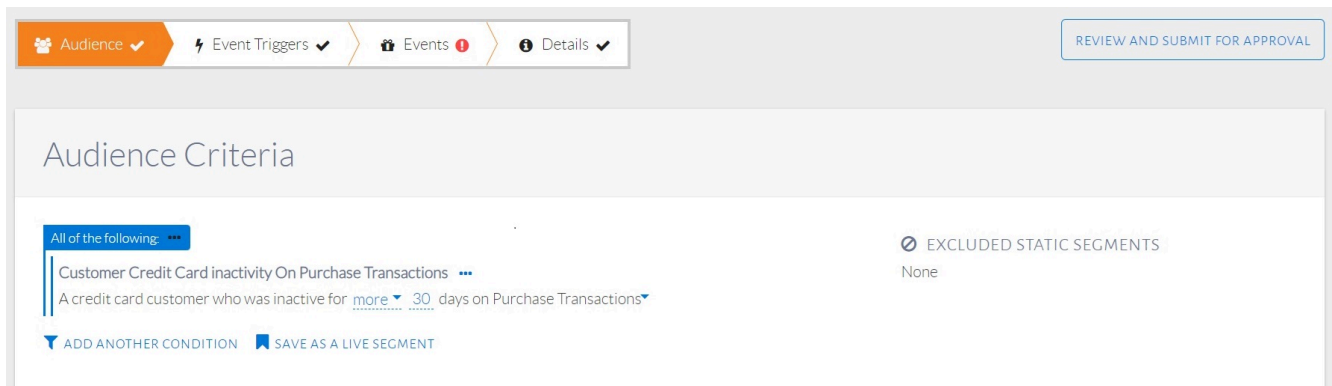 Audience
Event Triggers
Events
Details
REVIEW AND SUBMIT FOR APPROVAL
Audience Criteria
All of the following: •••
EXCLUDED STATIC SEGMENTS
None
Customer Credit Card inactivity On Purchase Transactions •••
A credit card customer who was inactive for more 30 days on Purchase Transactions
ADD ANOTHER CONDITION
SAVE AS A LIVE SEGMENT